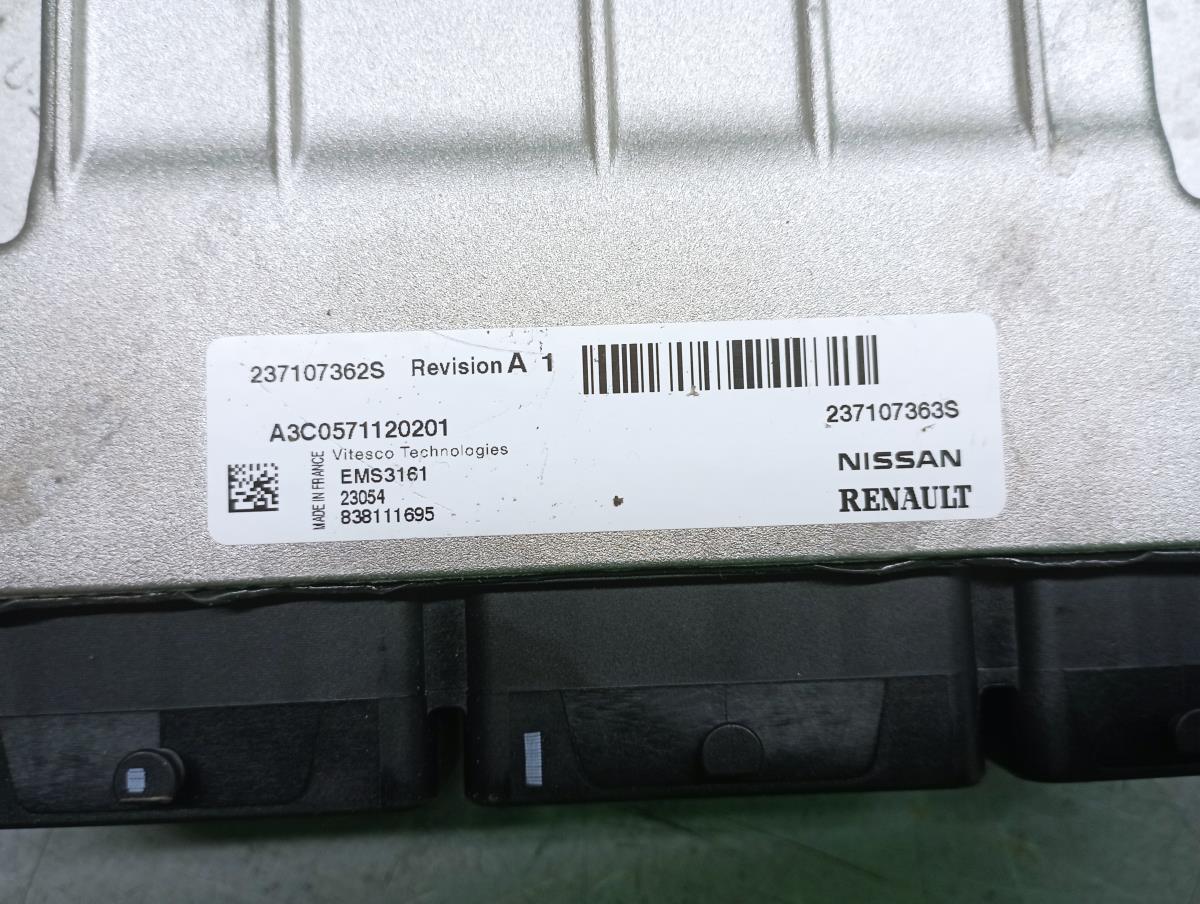 237107362S Revision A 1
237107363S
A3C0571120201
Vitesco Technologies
MADE IN FRANCE
EMS3161
23054
838111695
NISSAN
RENAULT